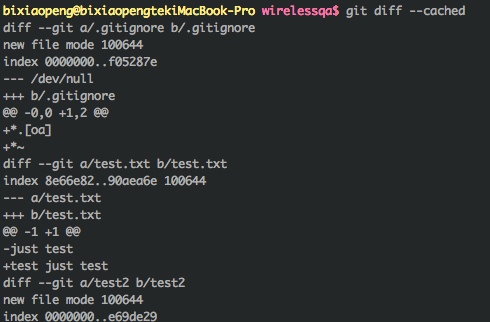 bixiaopeng@bixiaopengtekiMacBook-Pro wirelessqa$ git diff --cached
diff --git a/.gitignore b/.gitignore
new file mode 100644
index 0000000..f05287e
--- /dev/null
+++ b/.gitignore
@@ -0,0 +1,2 @@
+*.[oa]
+*~
diff --git a/test.txt b/test.txt
index 8e66e82..90aea6e 100644
--- a/test.txt
+++ b/test.txt
@@ -1 +1 @@
-just test
+test just test
diff --git a/test2 b/test2
new file mode 100644
index 0000000..e69de29